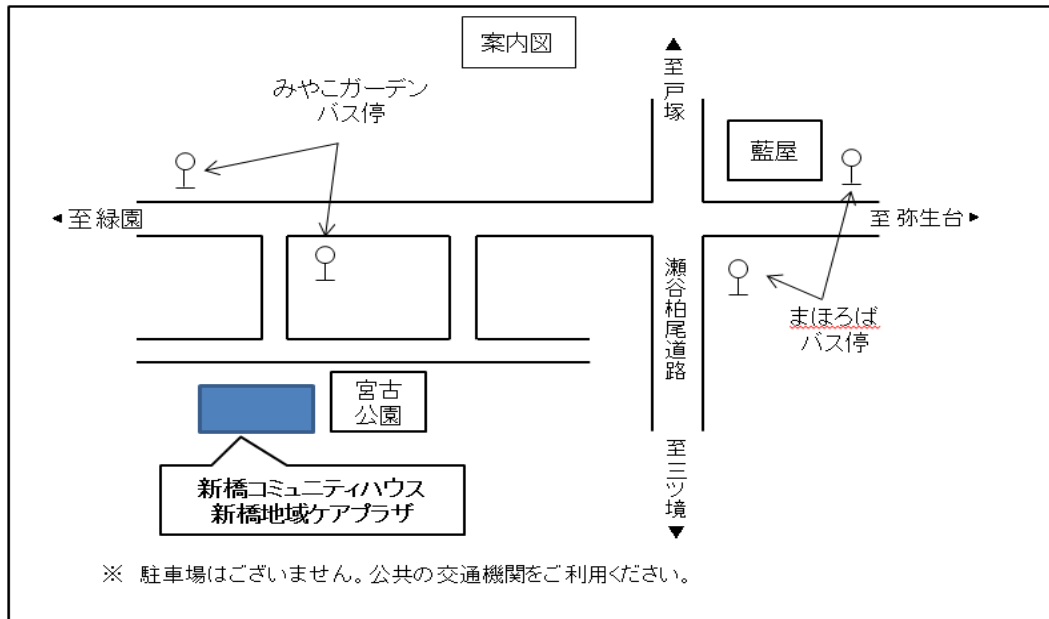 案内図
▲至戸塚
みやこガーデン
バス停
藍屋
◀至 緑園
至 弥生台▶
瀬谷柏尾道路
まほろば
バス停
宮古
公園
至三ツ境▼
新橋コミュニティハウス
新橋地域ケアプラザ
※ 駐車場はございません。公共の交通機関をご利用ください。